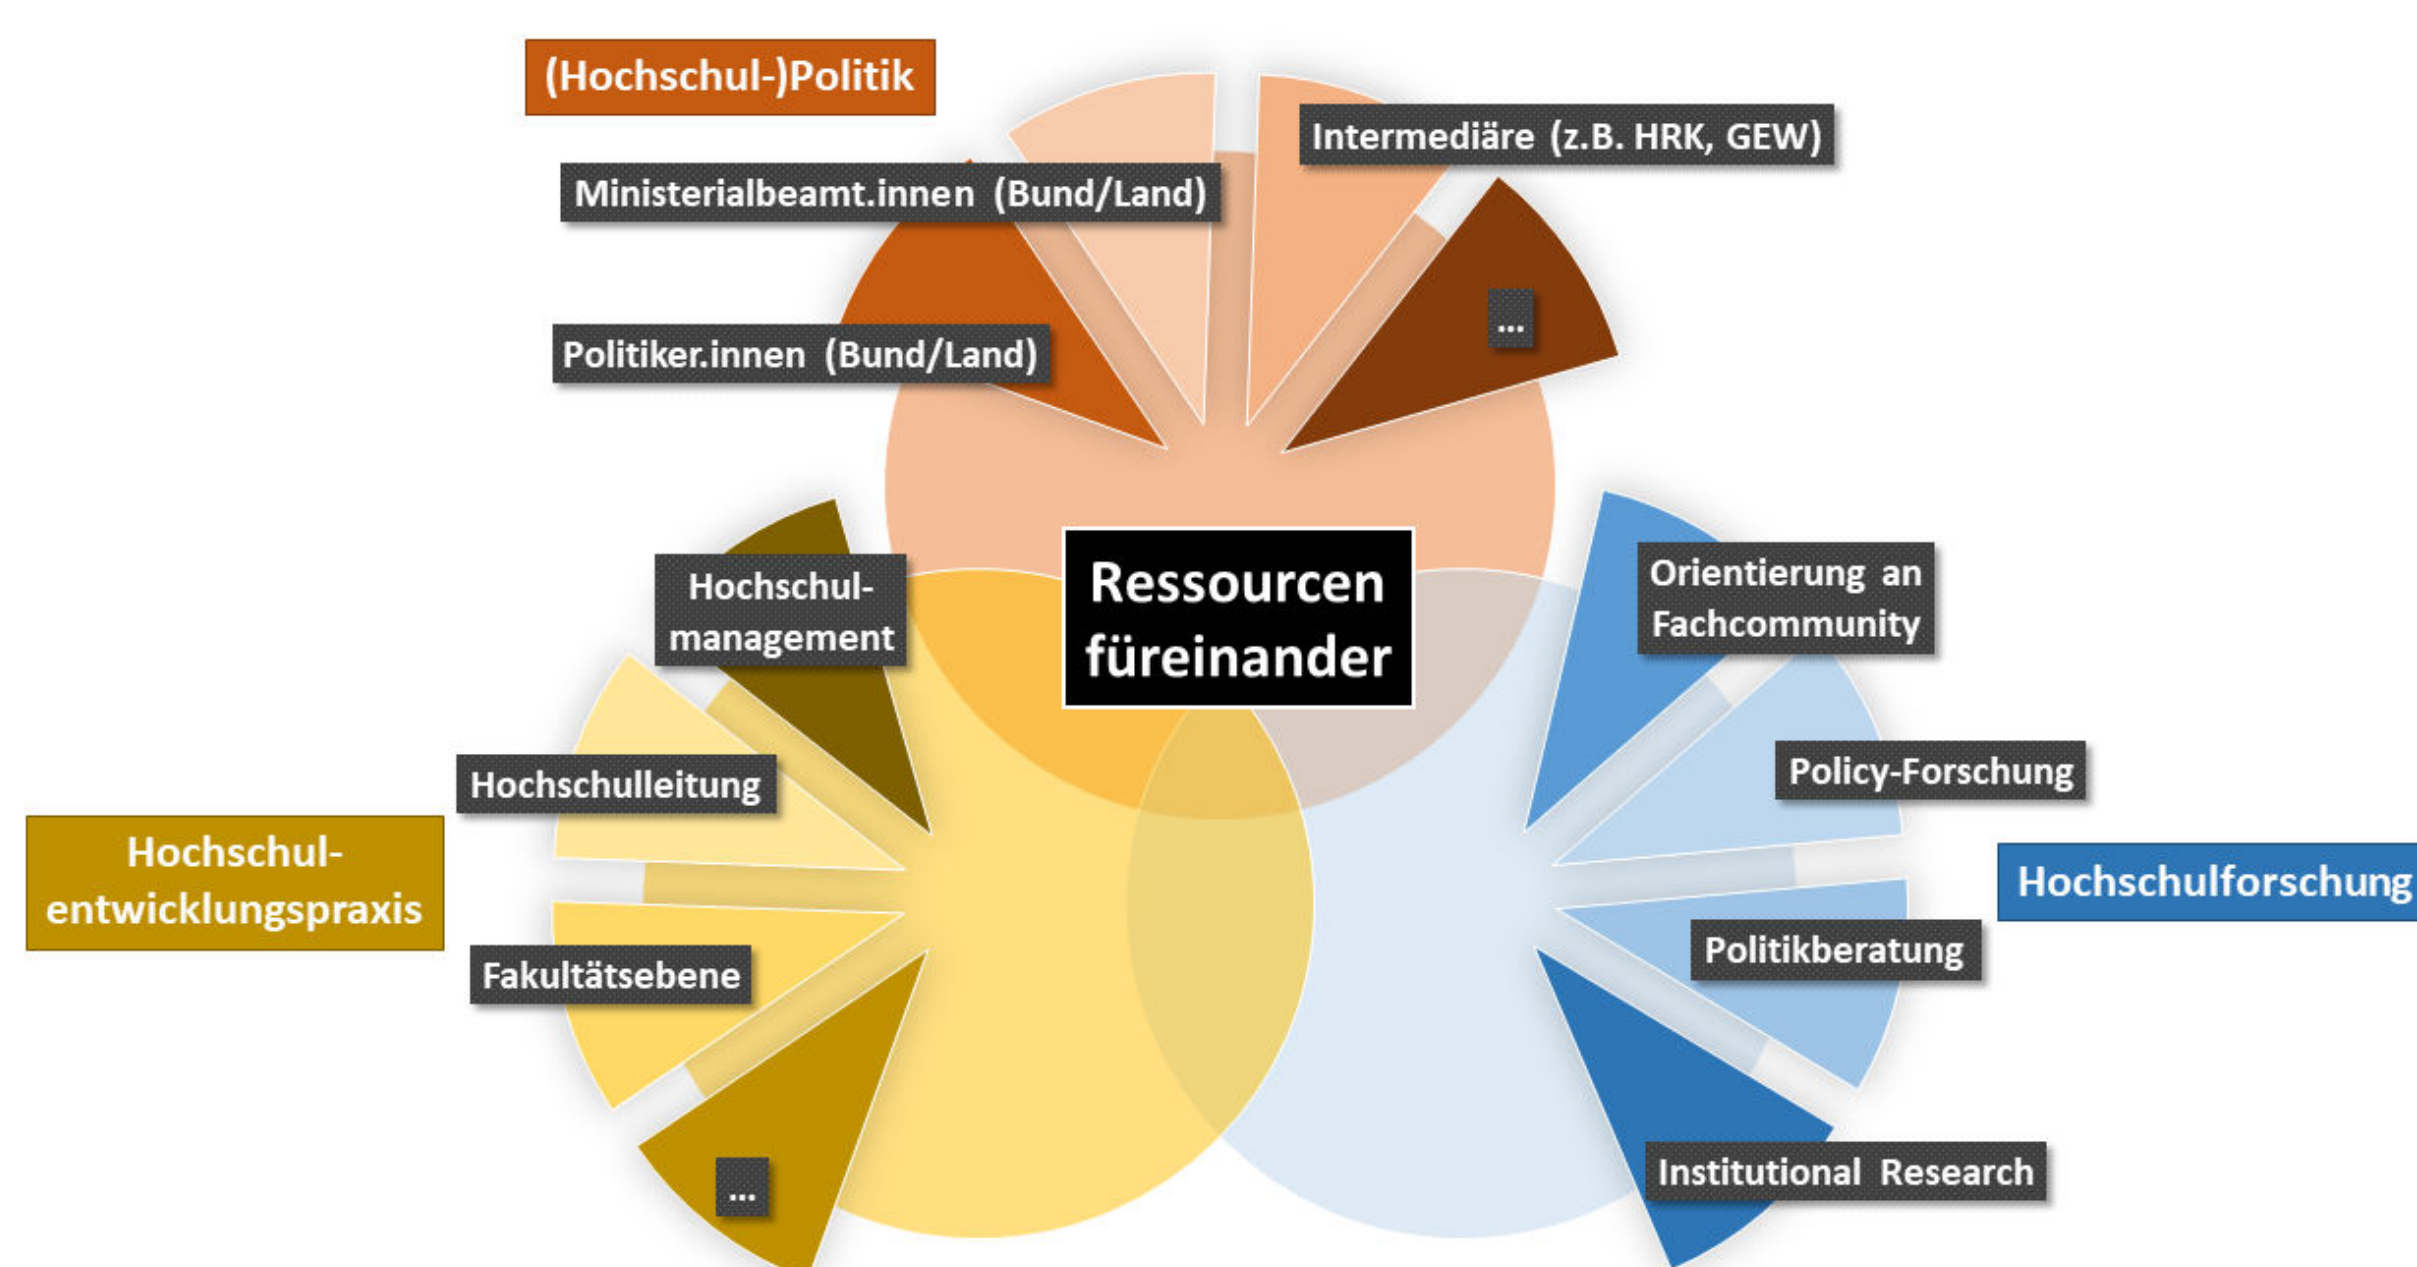 (Hochschul-)Politik
Intermediäre (z.B. HRK, GEW)
Ministerialbeamt.innen (Bund/Land)
...
Politiker.innen (Bund/Land)
Ressourcen
füreinander
Hochschul-
management
Hochschulleitung
Hochschul-
entwicklungspraxis
Fakultätsebene
...
Orientierung an
Fachcommunity
Policy-Forschung
Hochschulforschung
Politikberatung
Institutional Research